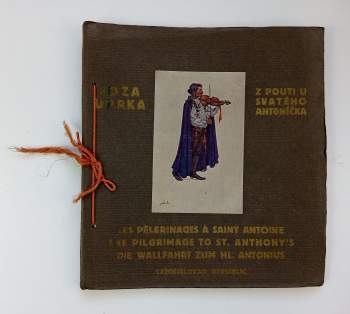 JOŽA
UPRKA
Z POUTI U
SVATÉHO
ANTONÍČKA
LES PÈLERINAGES À SAINT ANTOINE
THE PILGRIMAGE TO ST. ANTHONY'S
DIE WALLFAHRT ZUM HL. ANTONIUS